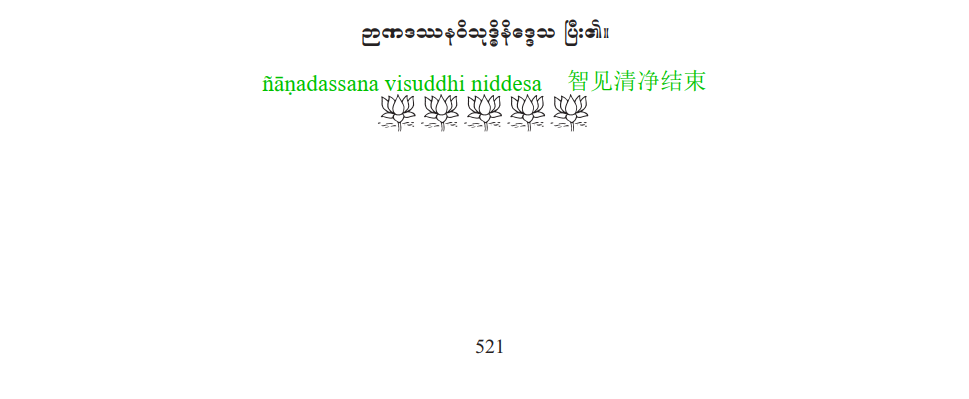 ဉာဏဒဿနဝိသုဒ္ဓိနိဒ္ဒေသ ပြီး၏။
ñāṇadassana visuddhi niddesa 智见清净结束
521